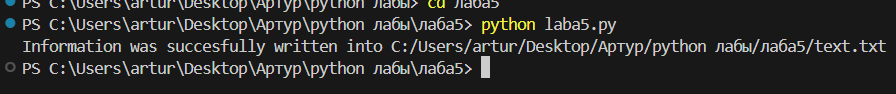 PS C:\Users\artur\Desktop\Артур\python лабы> cd лаба5
PS C:\Users\artur\Desktop\Артур\python лабы\лаба5> python laba5.py
Information was succesfully written into C:/Users/artur/Desktop/Артур/python лабы/лаба5/text.txt
PS C:\Users\artur\Desktop\Артур\python лабы\лаба5>